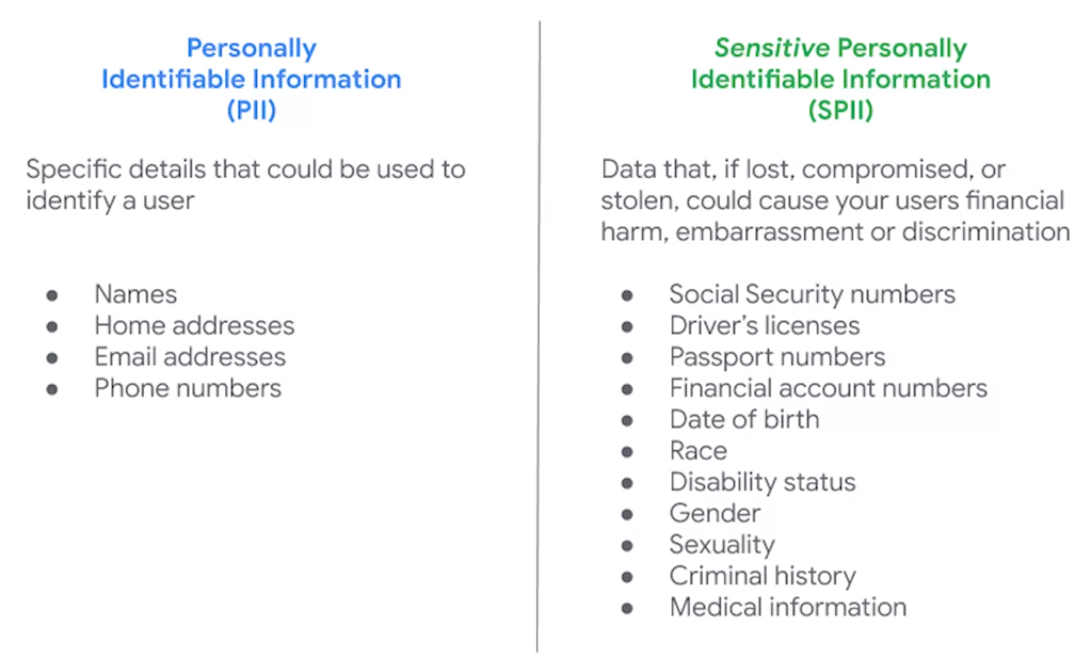 Personally
Identifiable Information
(PII)
Specific details that could be used to
identify a user
● Names
● Home addresses
● Email addresses
● Phone numbers
Sensitive Personally
Identifiable Information
(SPII)
Data that, if lost, compromised, or
stolen, could cause your users financial
harm, embarrassment or discrimination
● Social Security numbers
● Driver’s licenses
● Passport numbers
● Financial account numbers
● Date of birth
● Race
● Disability status
● Gender
● Sexuality
● Criminal history
● Medical information